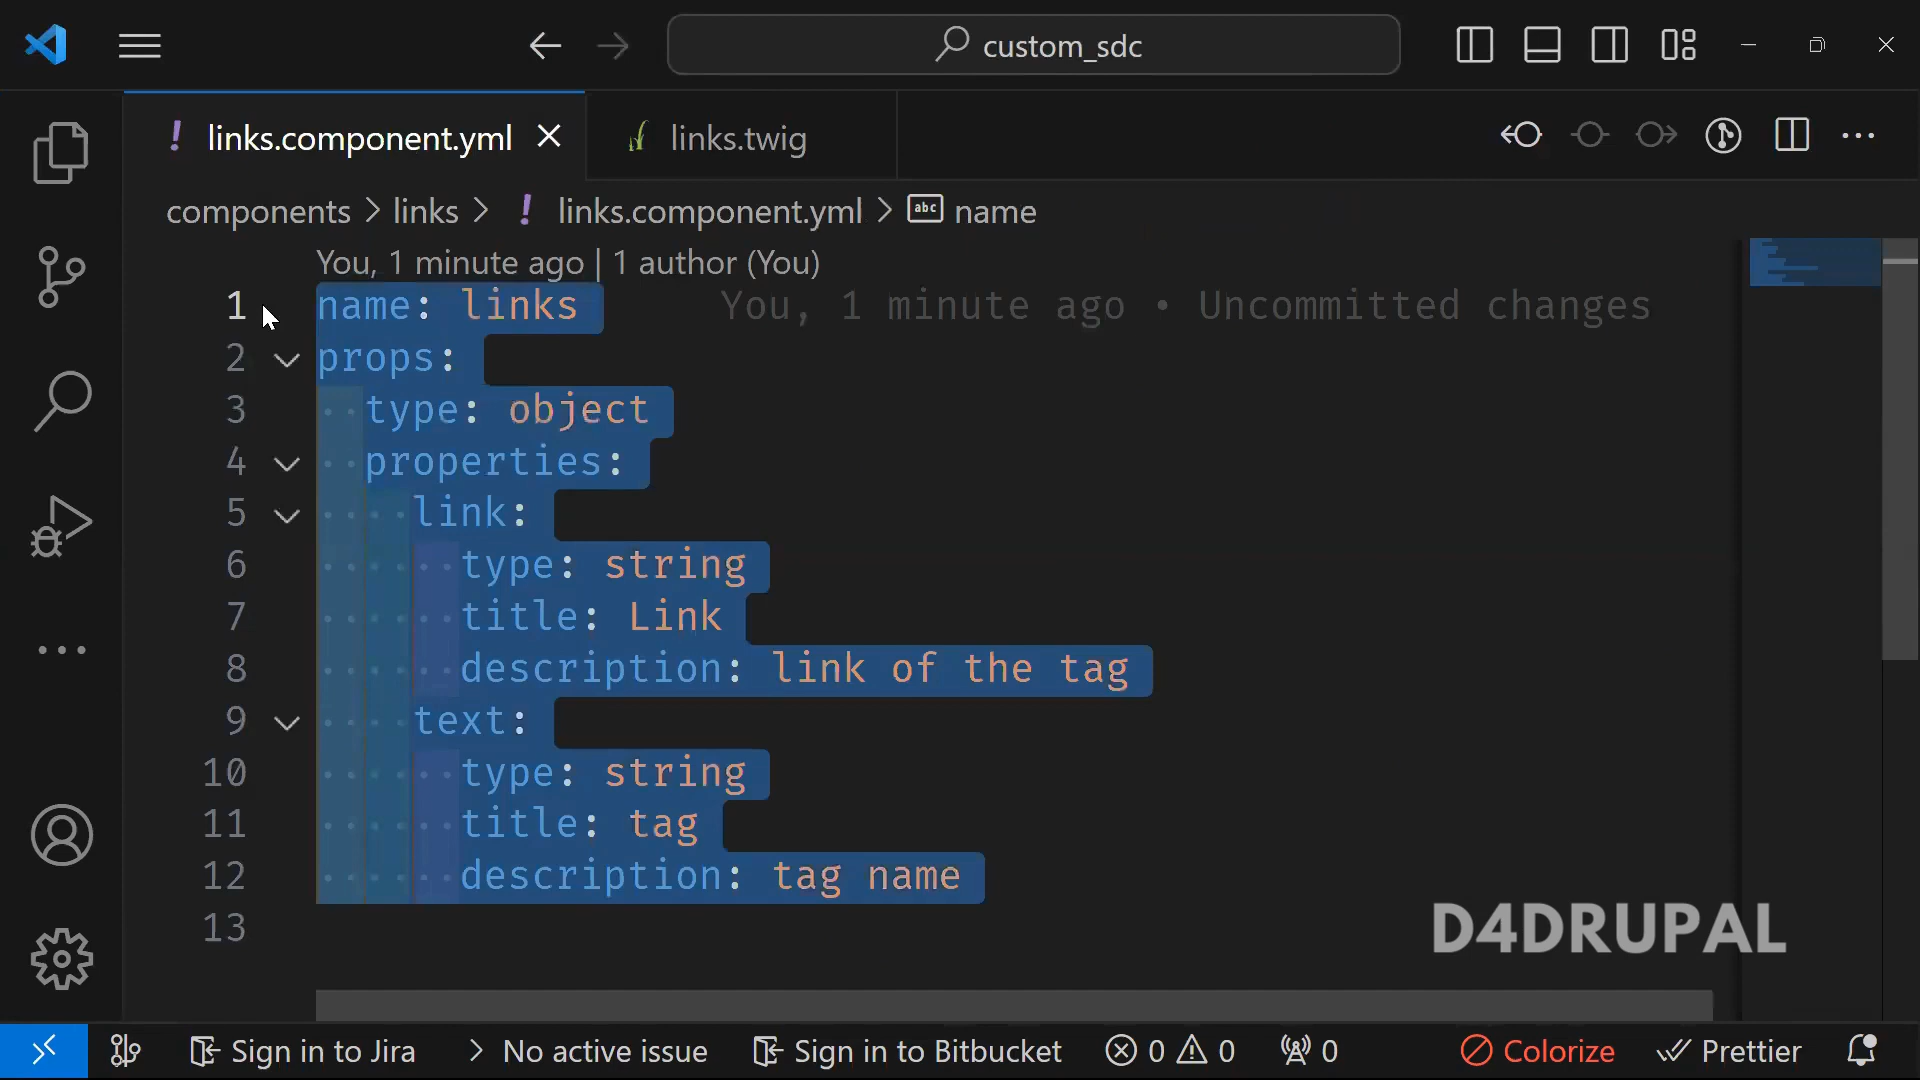 custom_sdc
! links.component.yml
links.twig
components > links > ! links.component.yml > abc name
You, 1 minute ago | 1 author (You)
1 name: links You, 1 minute ago • Uncommitted changes
2 props:
3 type: object
4 properties:
5 link:
6 type: string
7 title: Link
8 description: link of the tag
9 text:
10 type: string
11 title: tag
12 description: tag name
13
D4DRUPAL
Sign in to Jira > No active issue Sign in to Bitbucket 0 0 0 Colorize Prettier